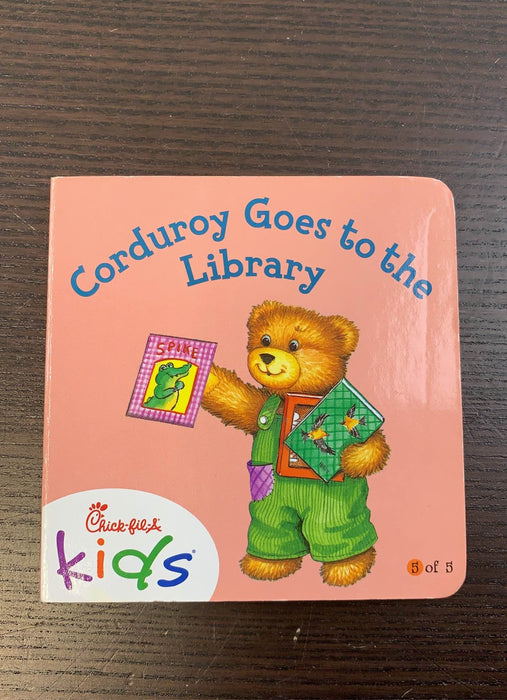 Corduroy Goes to the
Library
SPIKE
Chick-fil-A
kids®
5 of 5